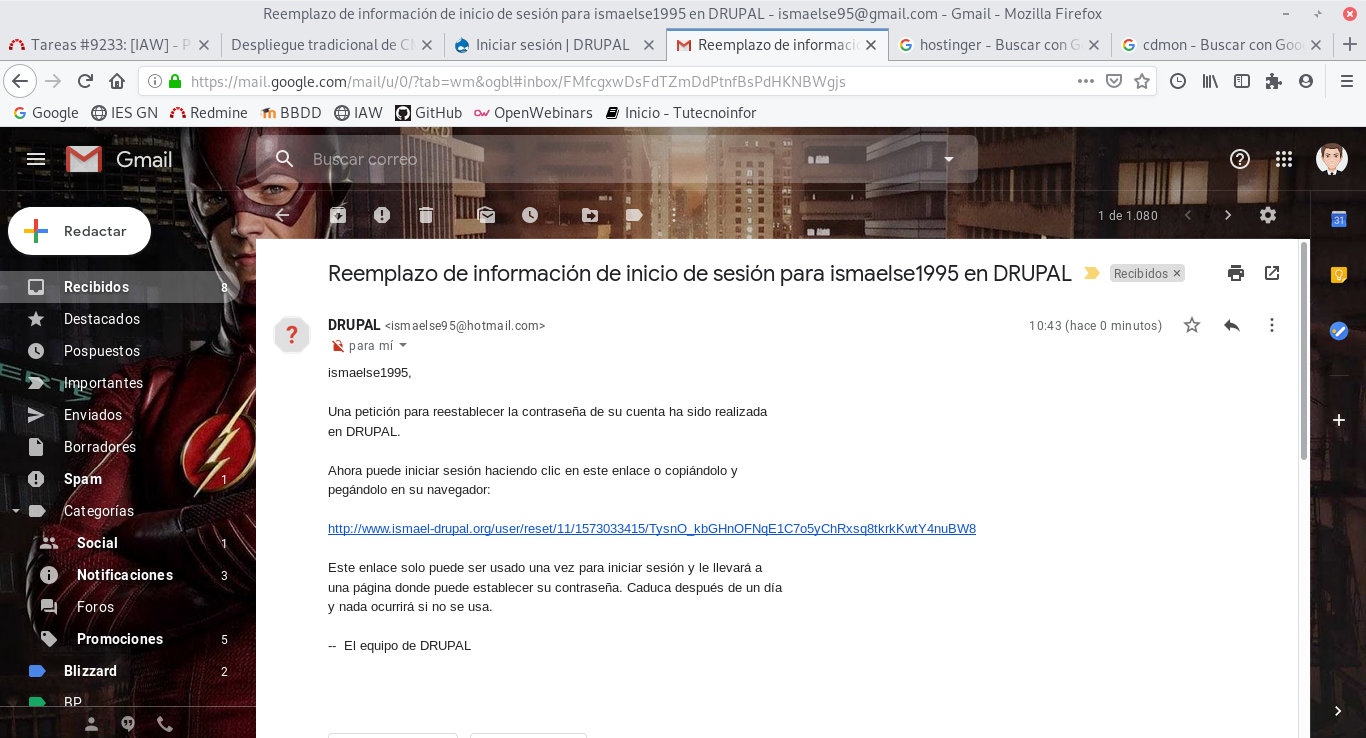 Reemplazo de información de inicio de sesión para ismaelse1995 en DRUPAL - ismaelse95@gmail.com - Gmail - Mozilla Firefox
Tareas #9233: [IAW] - P
Despliegue tradicional de CM
Iniciar sesión | DRUPAL
Reemplazo de informació
hostinger - Buscar con G
cdmon - Buscar con Goo
https://mail.google.com/mail/u/0/?tab=wm&ogbl#inbox/FMfcgxwDsFdTZmDdPtnfBsPdHKNBWgjs
Google IES GN Redmine BBDD IAW GitHub OpenWebinars Inicio - Tutecnoinfor
Gmail
Buscar correo
Redactar
1 de 1.080
31
Recibidos 8
Destacados
Pospuestos
Importantes
Enviados
Borradores
Spam 1
Categorías
Social 1
Notificaciones 3
Foros
Promociones 5
Blizzard 2
BP
Reemplazo de información de inicio de sesión para ismaelse1995 en DRUPAL
Recibidos ×
DRUPAL <ismaelse95@hotmail.com>
10:43 (hace 0 minutos)
para mí
ismaelse1995,
Una petición para reestablecer la contraseña de su cuenta ha sido realizada
en DRUPAL.
Ahora puede iniciar sesión haciendo clic en este enlace o copiándolo y
pegándolo en su navegador:
http://www.ismael-drupal.org/user/reset/11/1573033415/TysnO_kbGHnOFNqE1C7o5yChRxsq8tkrkKwtY4nuBW8
Este enlace solo puede ser usado una vez para iniciar sesión y le llevará a
una página donde puede establecer su contraseña. Caduca después de un día
y nada ocurrirá si no se usa.
-- El equipo de DRUPAL